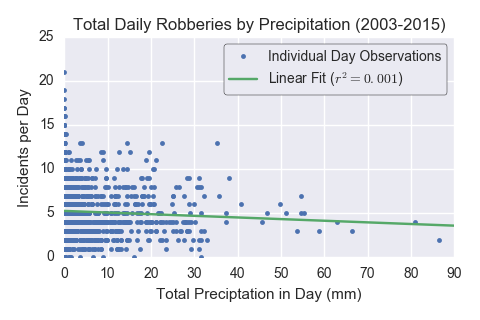 Total Daily Robberies by Precipitation (2003-2015)
25
20
15
10
5
0
Incidents per Day
Individual Day Observations
Linear Fit (r² = 0.001)
0 10 20 30 40 50 60 70 80 90
Total Preciptation in Day (mm)